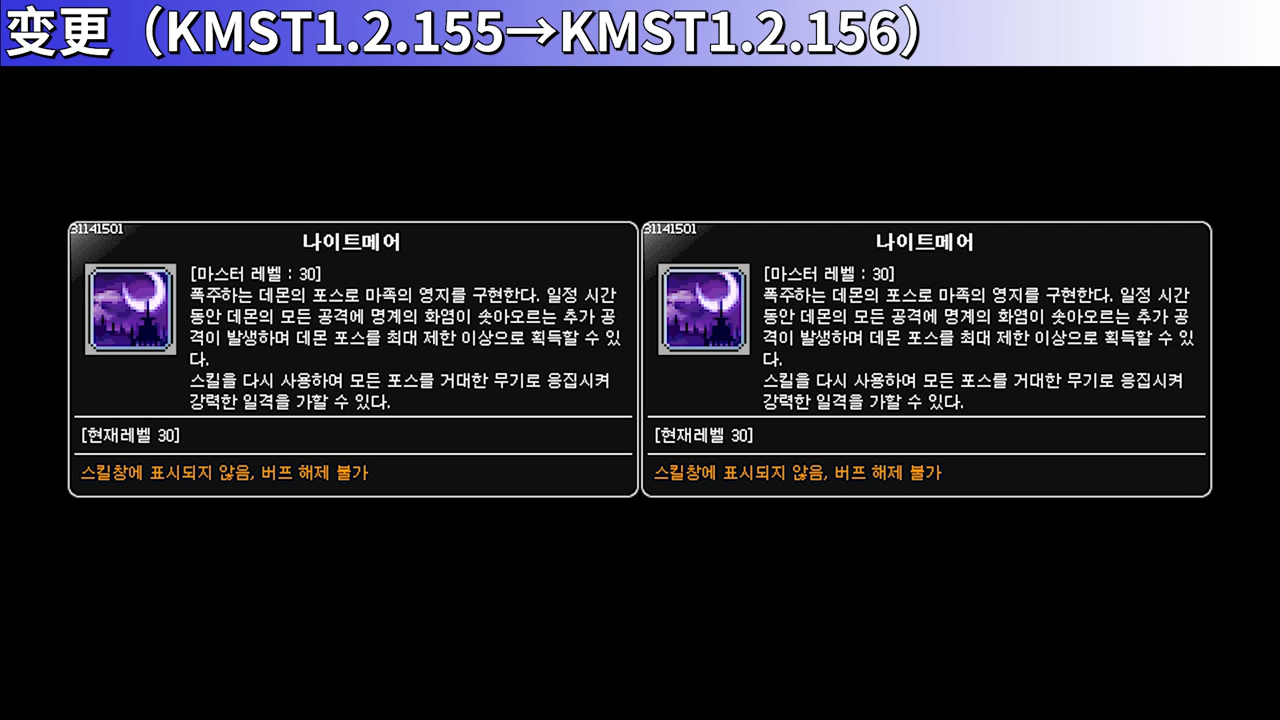 变更（KMST1.2.155→KMST1.2.156）
31141501
나이트메어
[마스터 레벨 : 30]
폭주하는 데몬의 포스로 마족의 영지를 구현한다. 일정 시간
동안 데몬의 모든 공격에 명계의 화염이 솟아오르는 추가 공
격이 발생하며 데몬 포스를 최대 제한 이상으로 획득할 수 있
다.
스킬을 다시 사용하여 모든 포스를 거대한 무기로 응집시켜
강력한 일격을 가할 수 있다.
[현재레벨 30]
스킬창에 표시되지 않음, 버프 해제 불가
31141501
나이트메어
[마스터 레벨 : 30]
폭주하는 데몬의 포스로 마족의 영지를 구현한다. 일정 시간
동안 데몬의 모든 공격에 명계의 화염이 솟아오르는 추가 공
격이 발생하며 데몬 포스를 최대 제한 이상으로 획득할 수 있
다.
스킬을 다시 사용하여 모든 포스를 거대한 무기로 응집시켜
강력한 일격을 가할 수 있다.
[현재레벨 30]
스킬창에 표시되지 않음, 버프 해제 불가